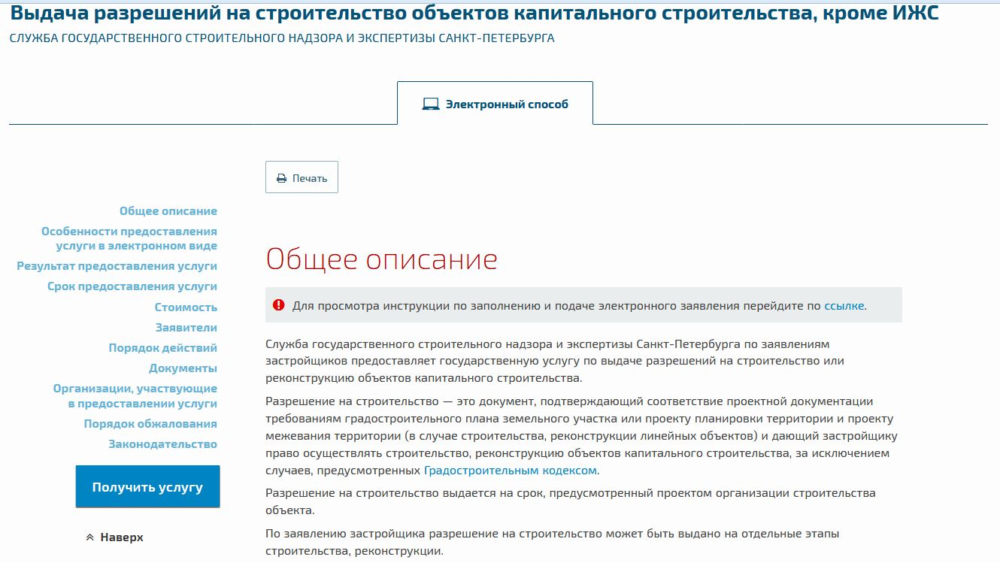 Выдача разрешений на строительство объектов капитального строительства, кроме ИЖС
СЛУЖБА ГОСУДАРСТВЕННОГО СТРОИТЕЛЬНОГО НАДЗОРА И ЭКСПЕРТИЗЫ САНКТ-ПЕТЕРБУРГА
Электронный способ
Печать
Общее описание
Особенности предоставления
услуги в электронном виде
Результат предоставления услуги
Срок предоставления услуги
Стоимость
Заявители
Порядок действий
Документы
Организации, участвующие
в предоставлении услуги
Порядок обжалования
Законодательство
Получить услугу
Наверх
Общее описание
Для просмотра инструкции по заполнению и подаче электронного заявления перейдите по ссылке.
Служба государственного строительного надзора и экспертизы Санкт-Петербурга по заявлениям
застройщиков предоставляет государственную услугу по выдаче разрешений на строительство или
реконструкцию объектов капитального строительства.
Разрешение на строительство — это документ, подтверждающий соответствие проектной документации
требованиям градостроительного плана земельного участка или проекту планировки территории и проекту
межевания территории (в случае строительства, реконструкции линейных объектов) и дающий застройщику
право осуществлять строительство, реконструкцию объектов капитального строительства, за исключением
случаев, предусмотренных Градостроительным кодексом.
Разрешение на строительство выдается на срок, предусмотренный проектом организации строительства
объекта.
По заявлению застройщика разрешение на строительство может быть выдано на отдельные этапы
строительства, реконструкции.